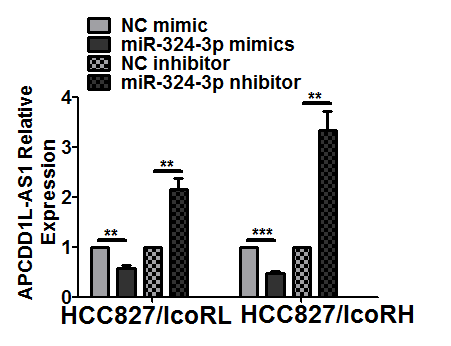 NC mimic
miR-324-3p mimics
NC inhibitor
miR-324-3p nhibitor
APCDD1L-AS1 Relative
Expression
4
3
2
1
0
**
**
***
**
HCC827/IcoRL
HCC827/IcoRH